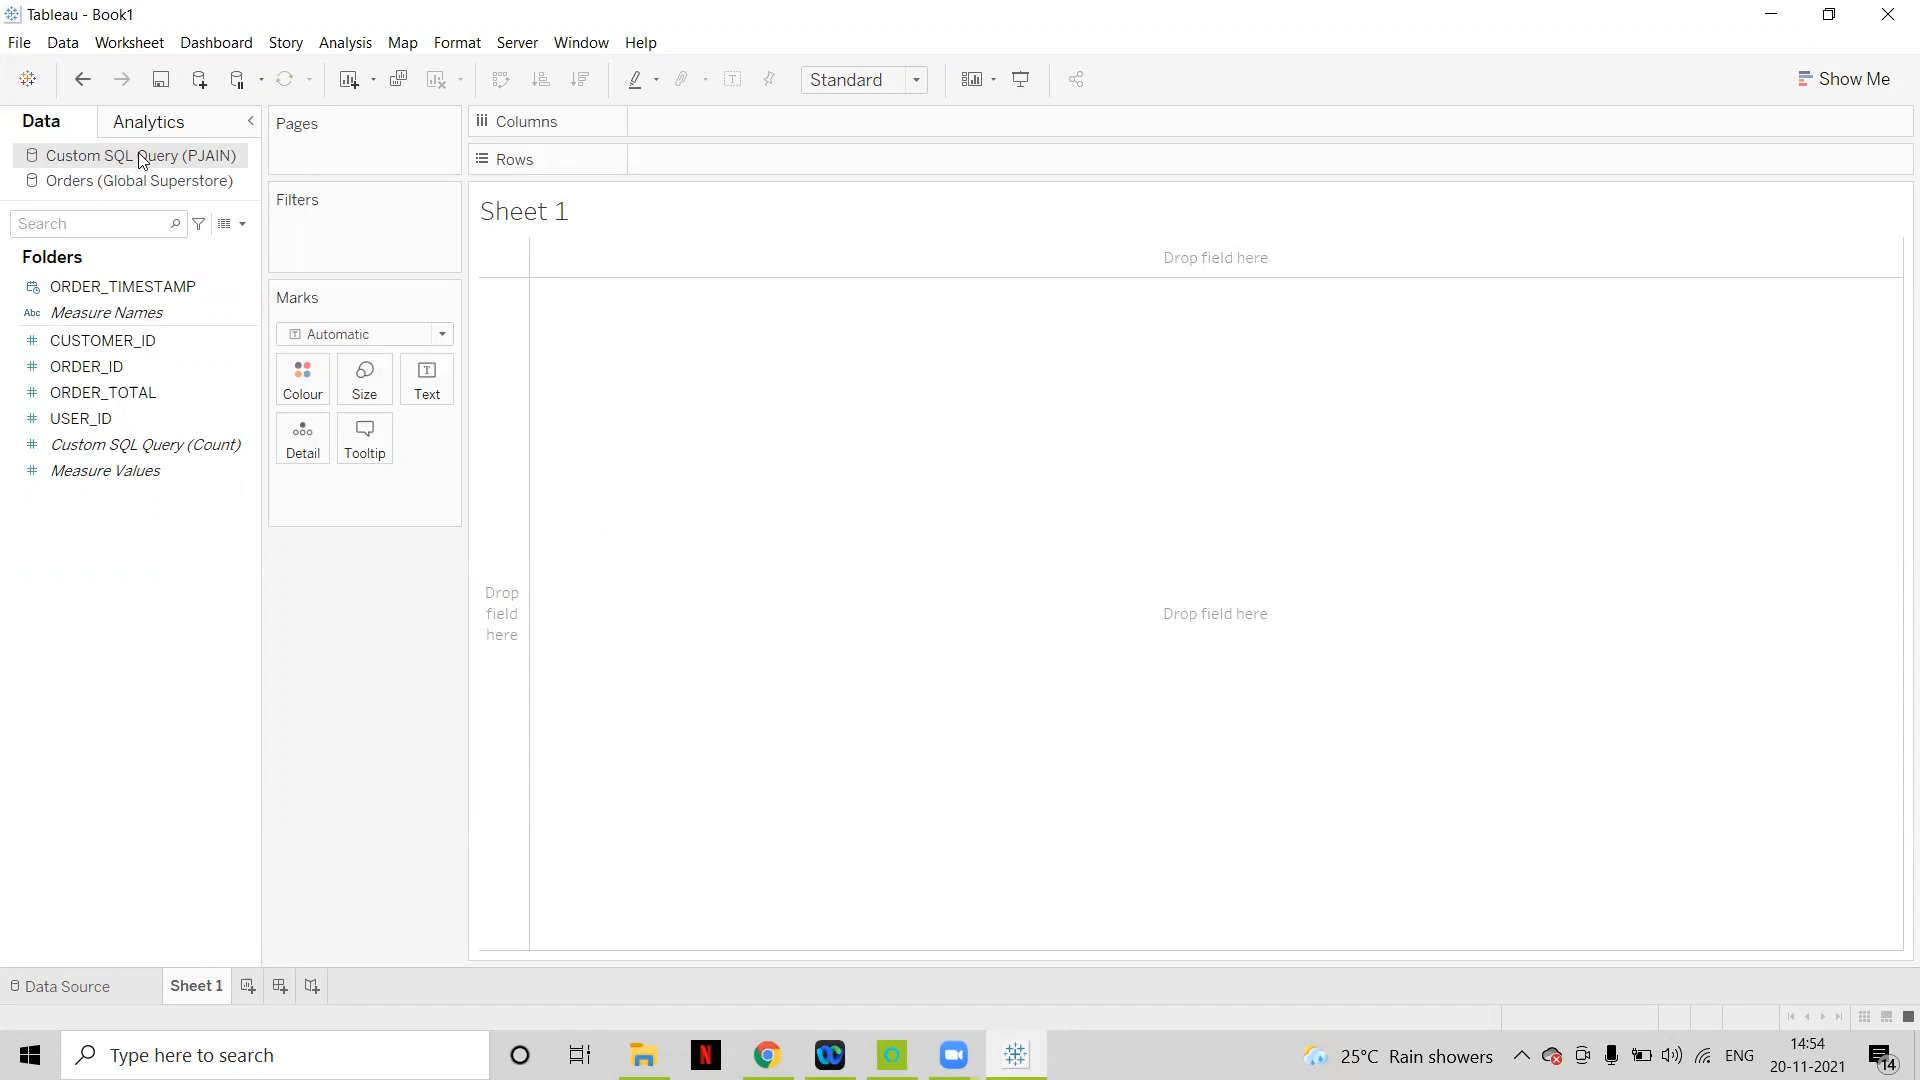 Tableau - Book1
File Data Worksheet Dashboard Story Analysis Map Format Server Window Help
Standard
Show Me
Data
Analytics
Custom SQL Query (PJAIN)
Orders (Global Superstore)
Search
Folders
ORDER_TIMESTAMP
Abc Measure Names
CUSTOMER_ID
ORDER_ID
ORDER_TOTAL
USER_ID
Custom SQL Query (Count)
Measure Values
Pages
Filters
Marks
Automatic
Colour
Size
Text
Detail
Tooltip
Columns
Rows
Sheet 1
Drop field here
Drop
field
here
Drop field here
Data Source
Sheet 1
Type here to search
25°C Rain showers
ENG
14:54
20-11-2021
14